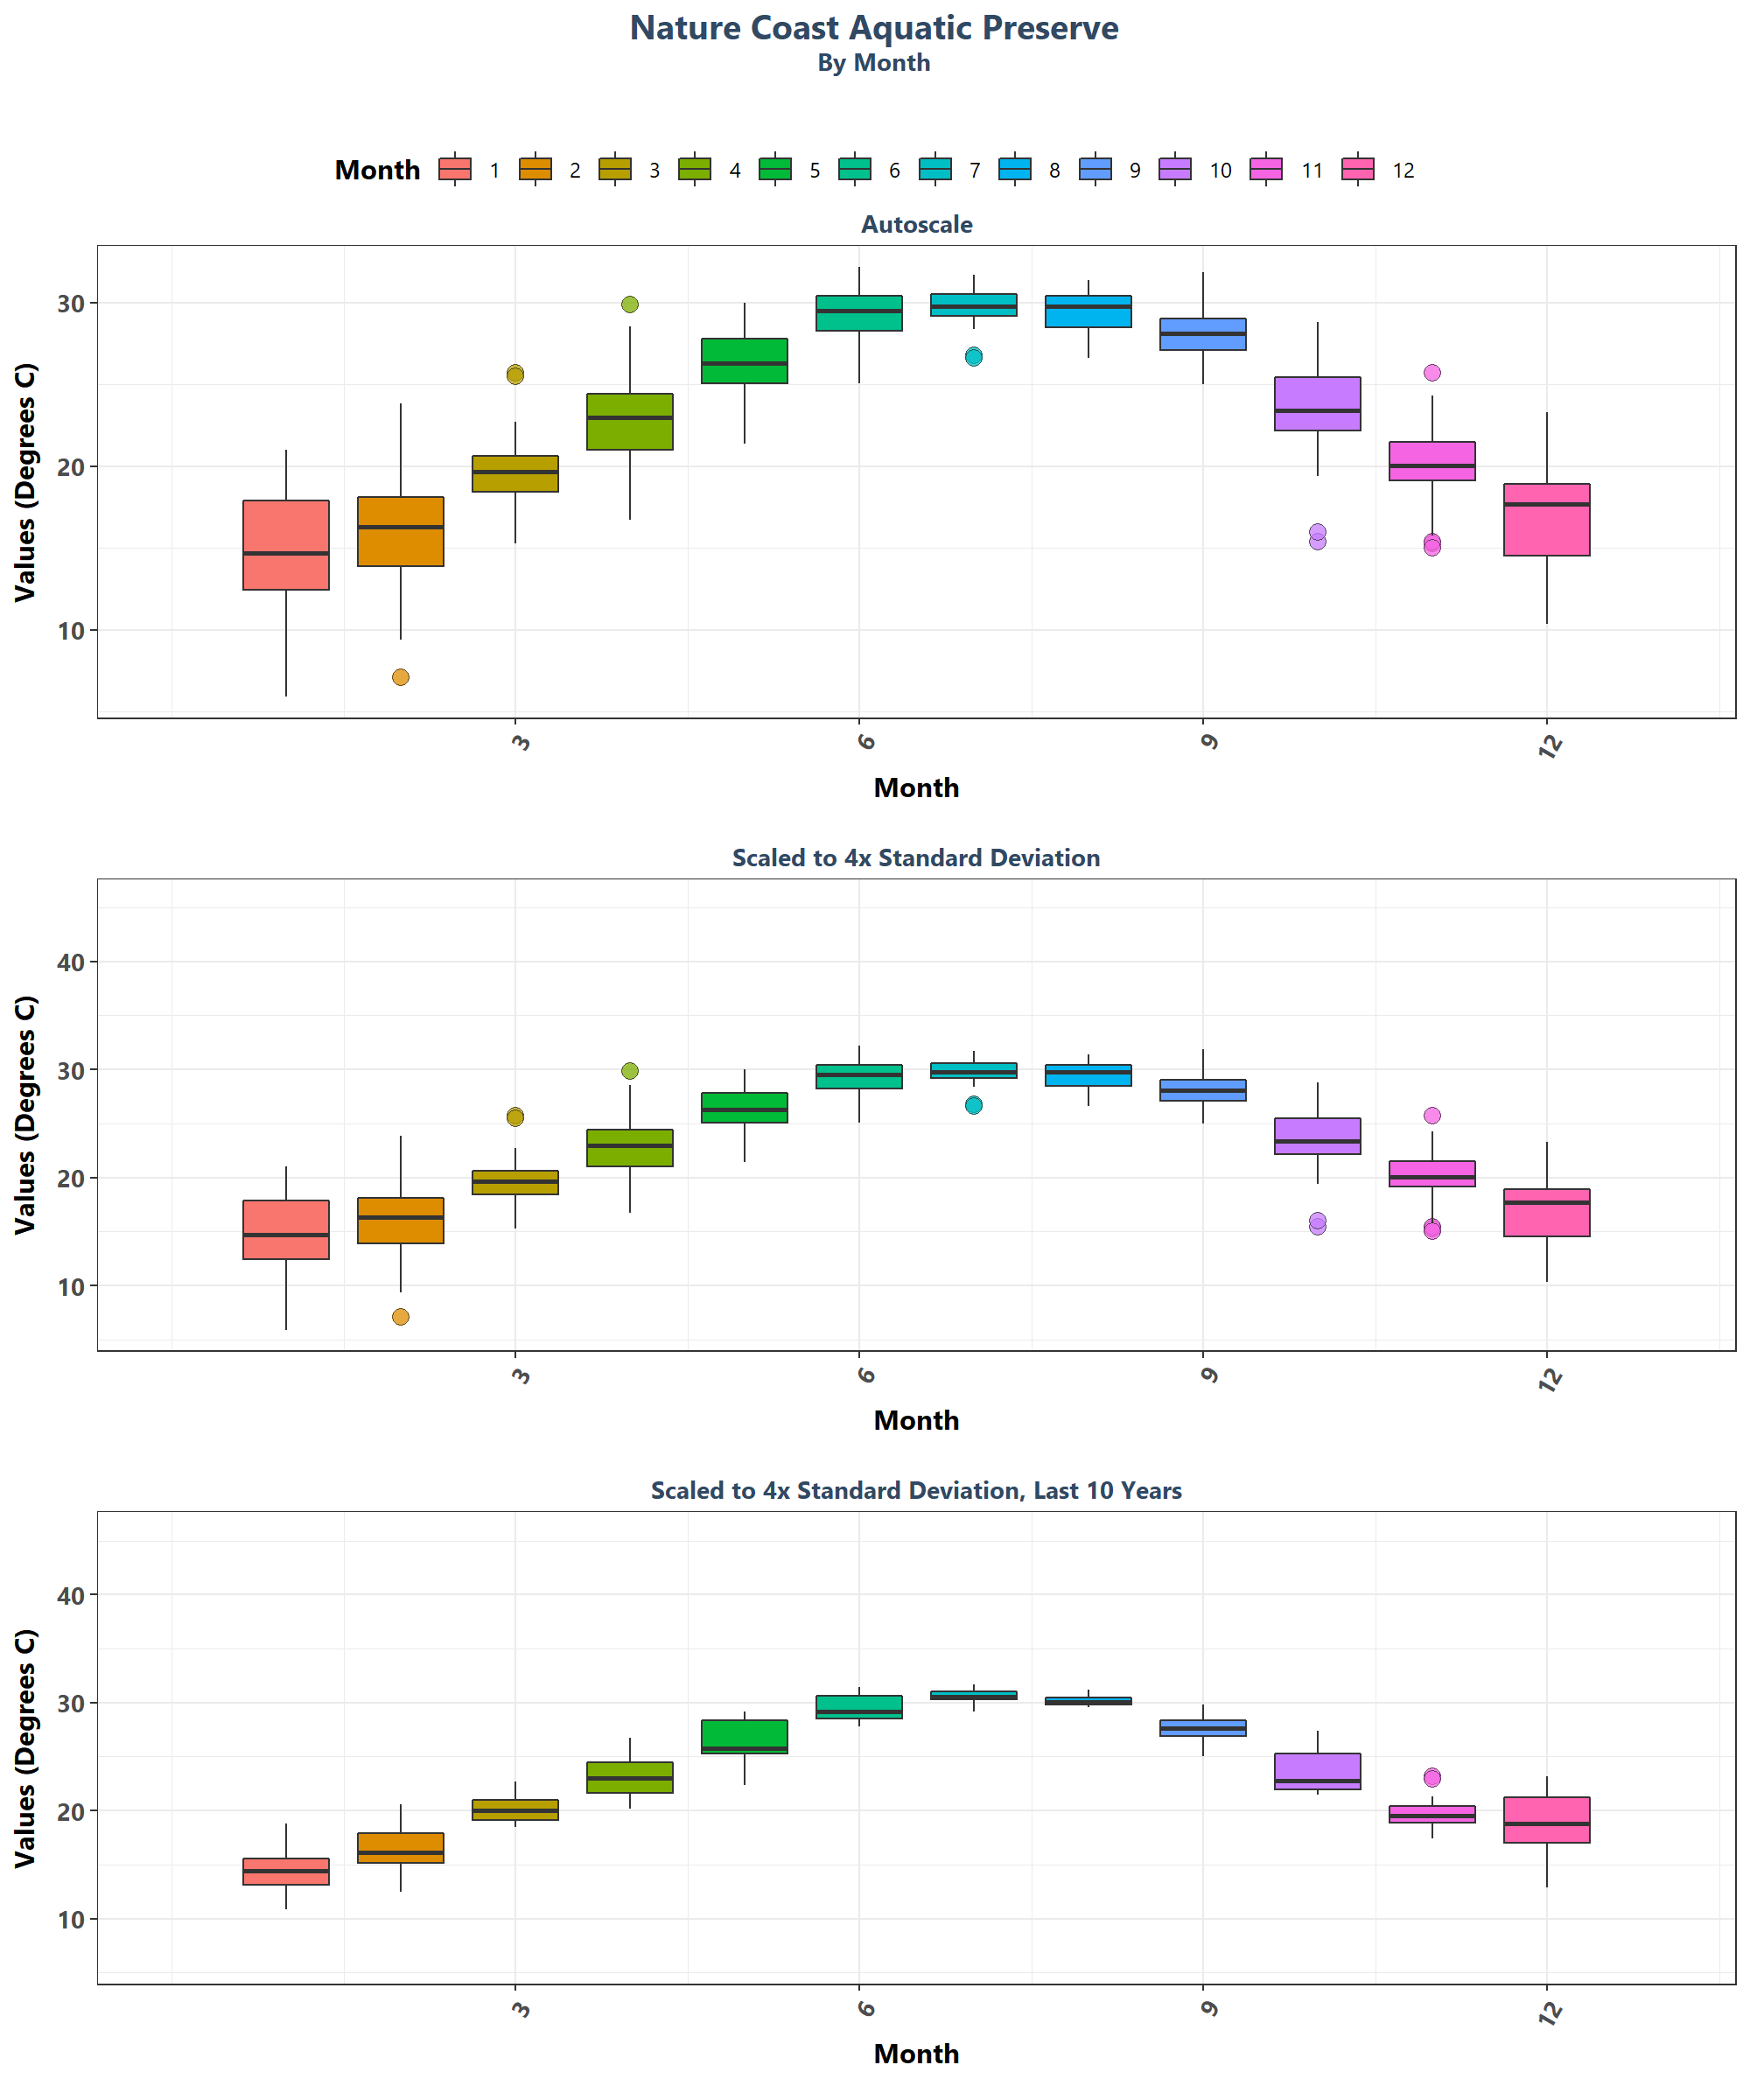 Nature Coast Aquatic Preserve
By Month
Month 1 2 3 4 5 6 7 8 9 10 11 12
Autoscale
Values (Degrees C)
30
20
10
3 6 9 12
Month
Scaled to 4x Standard Deviation
Values (Degrees C)
40
30
20
10
3 6 9 12
Month
Scaled to 4x Standard Deviation, Last 10 Years
Values (Degrees C)
40
30
20
10
3 6 9 12
Month